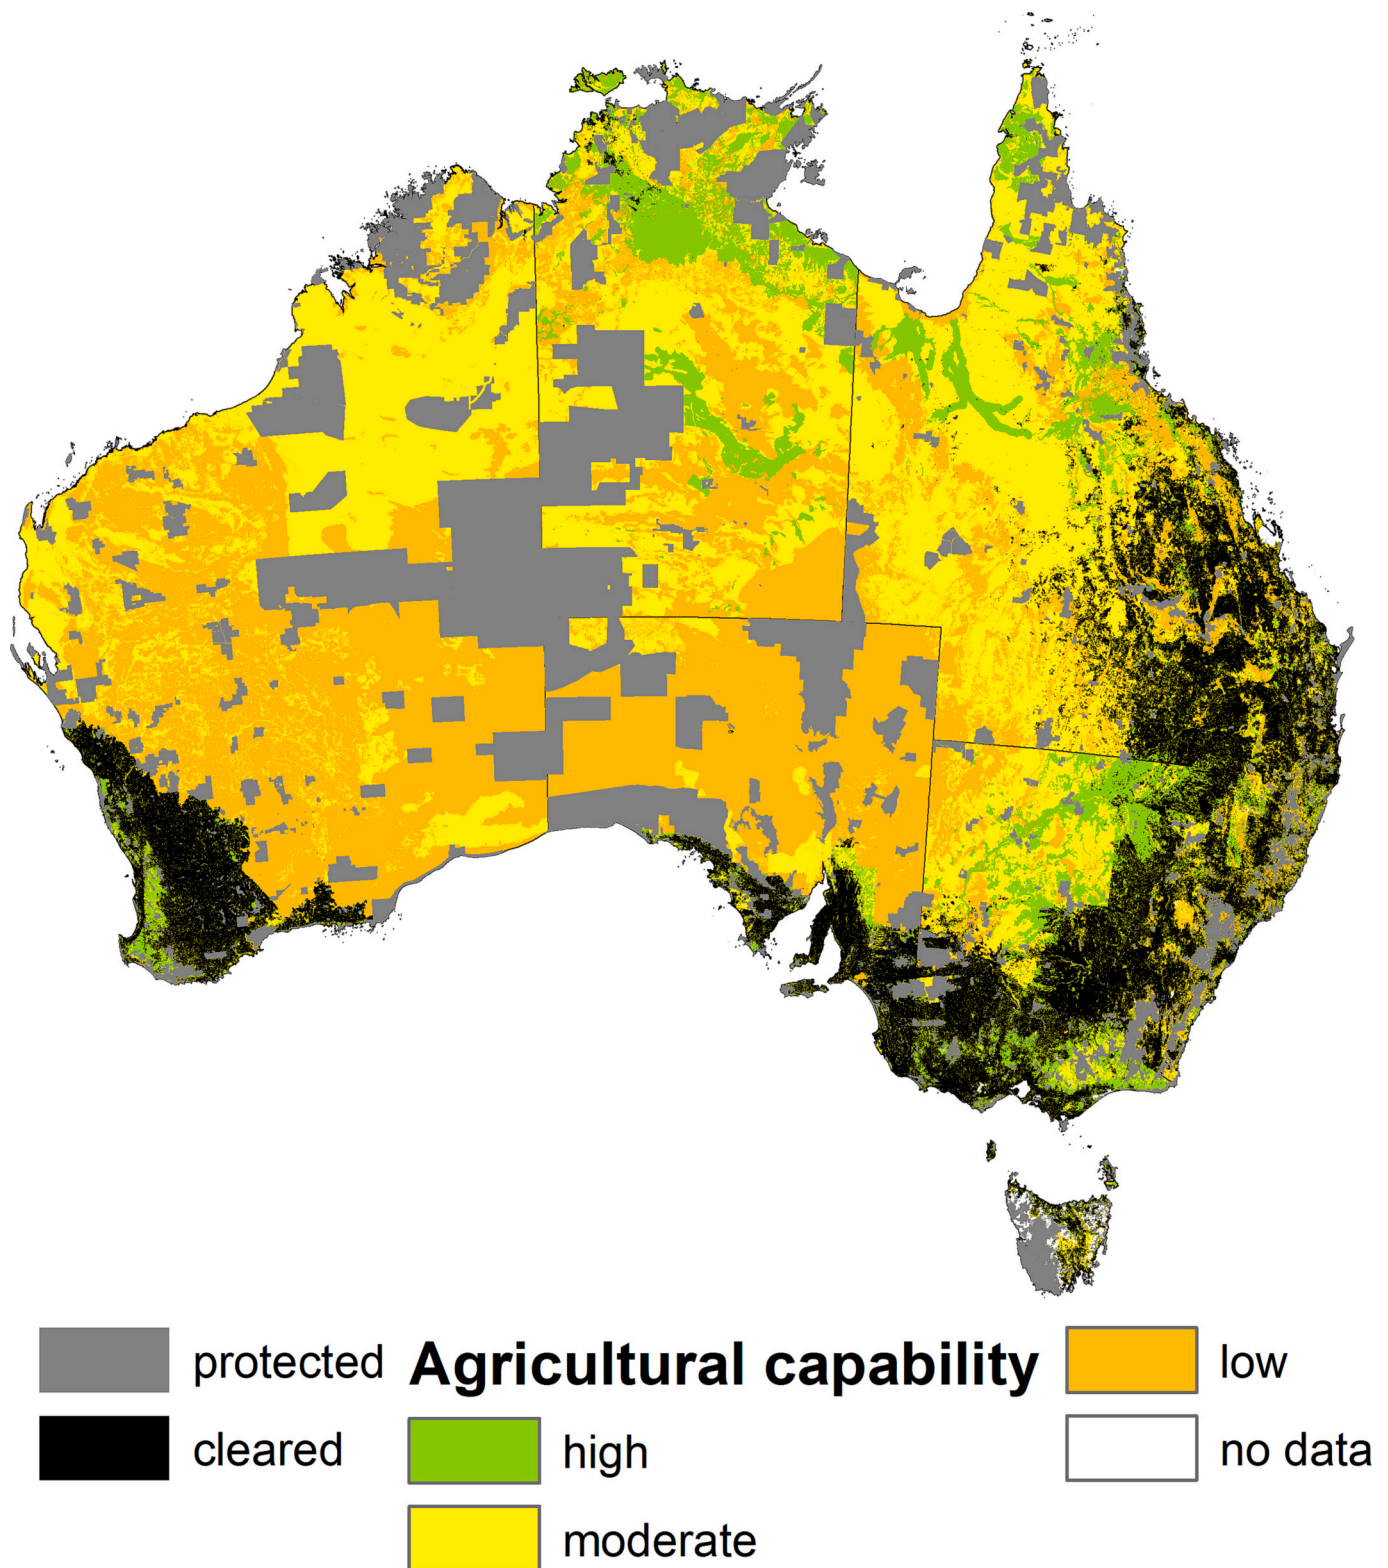 protected
cleared
Agricultural capability
high
moderate
low
no data